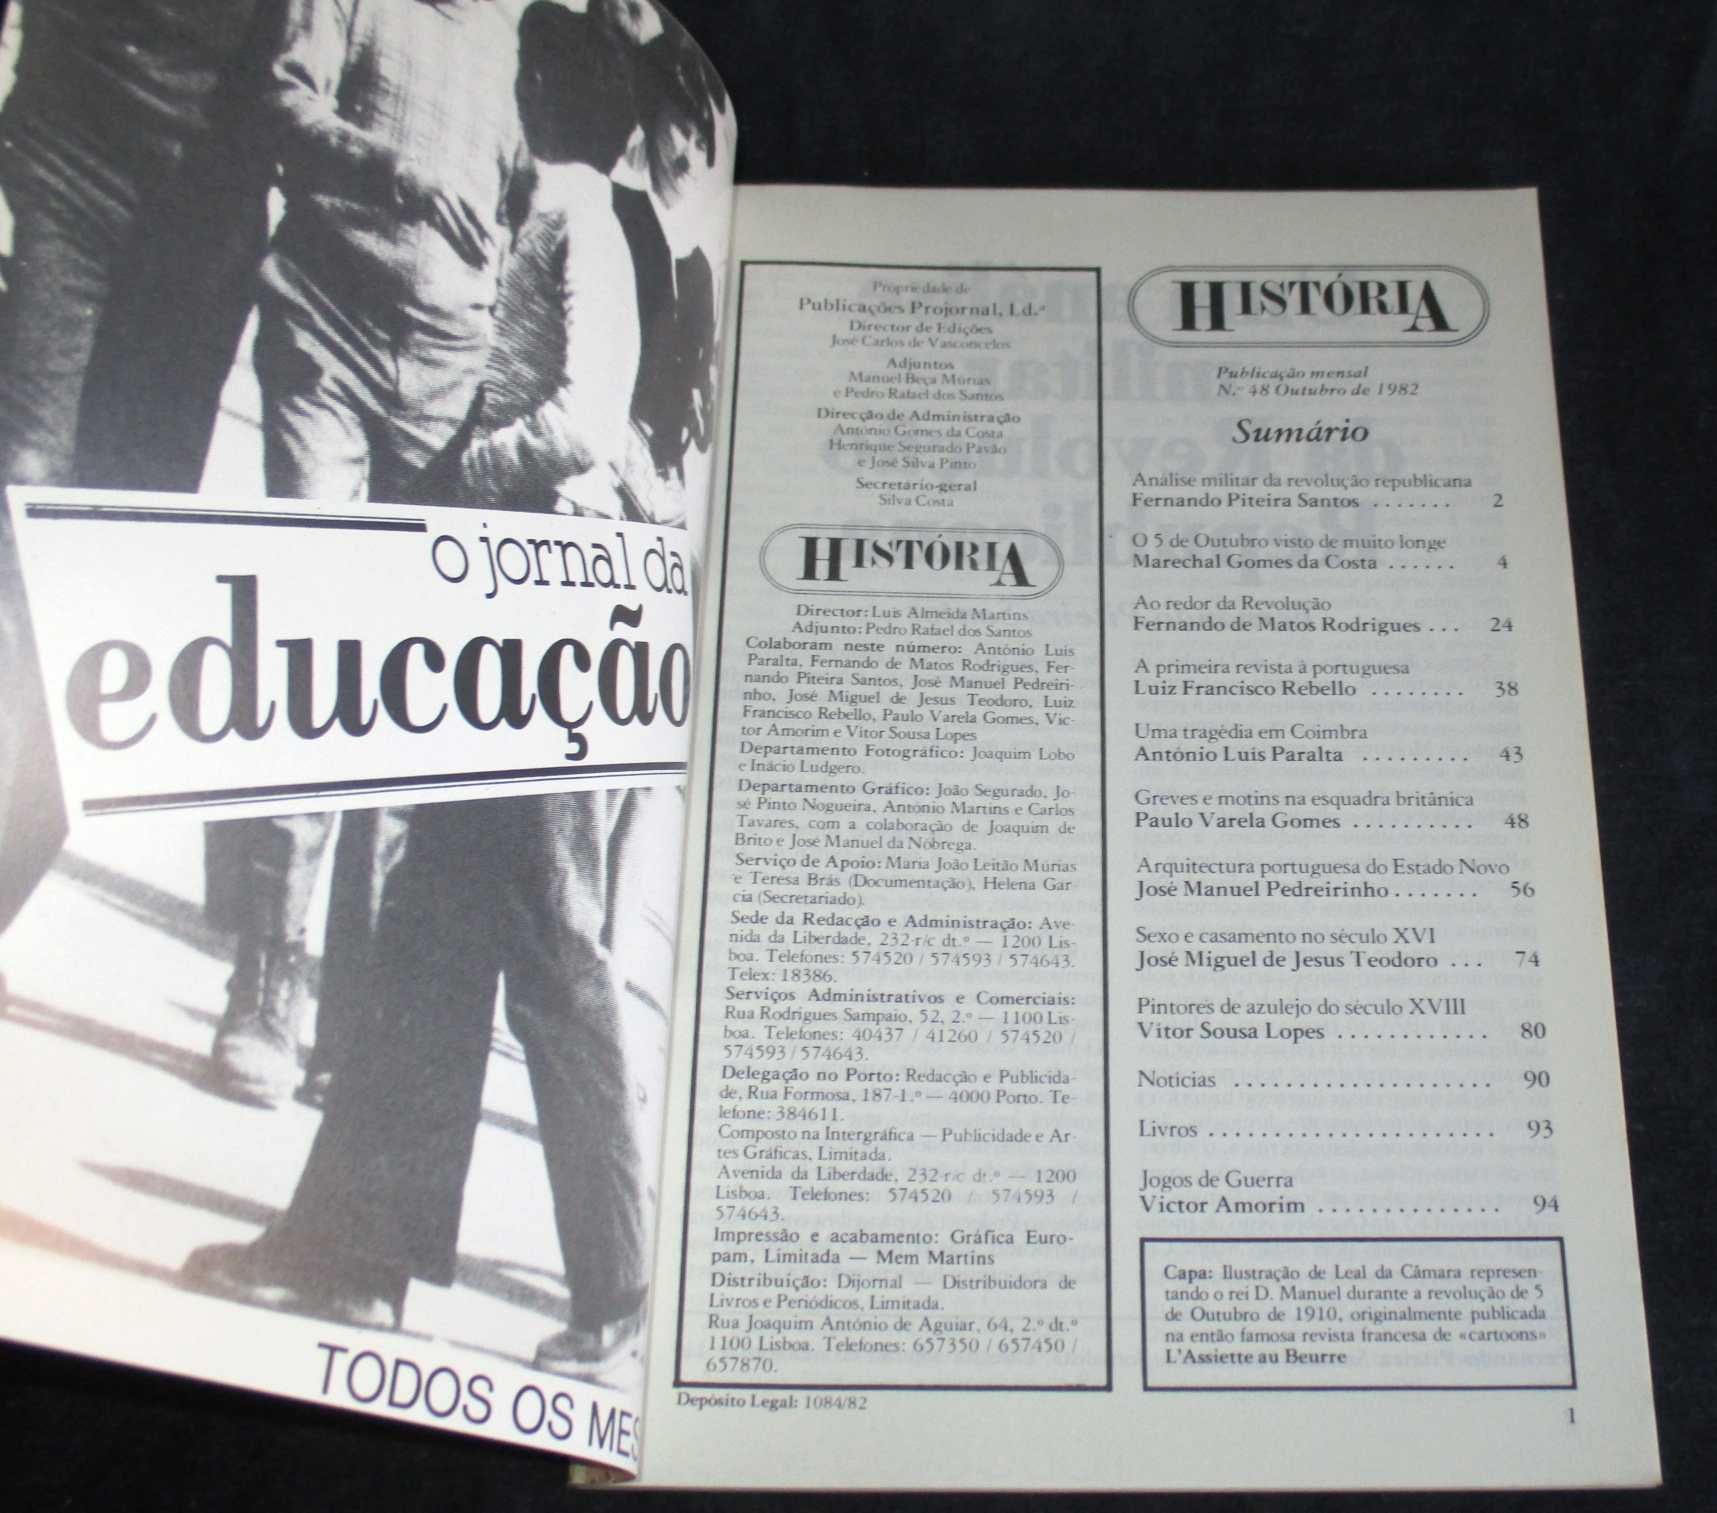 o jornal da
educação
TODOS OS MES
Propriedade de
Publicações Projornal, Ld.ª
Director de Edições
José Carlos de Vasconcelos
Adjuntos
Manuel Beça Múrias
e Pedro Rafael dos Santos
Direcção de Administração
António Gomes da Costa
Henrique Segurado Pavão
e José Silva Pinto
Secretário-geral
Silva Costa
HISTÓRIA
Director: Luís Almeida Martins
Adjunto: Pedro Rafael dos Santos
Colaboram neste número: António Luís
Paralta, Fernando de Matos Rodrigues, Fer-
nando Piteira Santos, José Manuel Pedreiri-
nho, José Miguel de Jesus Teodoro, Luiz
Francisco Rebello, Paulo Varela Gomes, Vic-
tor Amorim e Vítor Sousa Lopes
Departamento Fotográfico: Joaquim Lobo
e Inácio Ludgero.
Departamento Gráfico: João Segurado, Jo-
sé Pinto Nogueira, António Martins e Carlos
Tavares, com a colaboração de Joaquim de
Brito e José Manuel da Nóbrega.
Serviço de Apoio: Maria João Leitão Múrias
e Teresa Brás (Documentação), Helena Gar-
cia (Secretariado).
Sede da Redacção e Administração: Ave-
nida da Liberdade, 232-r/c dt.º — 1200 Lis-
boa. Telefones: 574520 / 574593 / 574643.
Telex: 18386.
Serviços Administrativos e Comerciais:
Rua Rodrigues Sampaio, 52, 2.º — 1100 Lis-
boa. Telefones: 40437 / 41260 / 574520 /
574593 / 574643.
Delegação no Porto: Redacção e Publicida-
de, Rua Formosa, 187-1.º — 4000 Porto. Te-
lefone: 384611.
Composto na Intergráfica — Publicidade e Ar-
tes Gráficas, Limitada.
Avenida da Liberdade, 232-r/c dt.º — 1200
Lisboa. Telefones: 574520 / 574593 /
574643.
Impressão e acabamento: Gráfica Euro-
pam, Limitada — Mem Martins
Distribuição: Dijornal — Distribuidora de
Livros e Periódicos, Limitada.
Rua Joaquim António de Aguiar, 64, 2.º dt.º
1100 Lisboa. Telefones: 657350 / 657450 /
657870.
Depósito Legal: 1084/82
HISTÓRIA
Publicação mensal
N.º 48 Outubro de 1982
Sumário
Análise militar da revolução republicana
Fernando Piteira Santos ....... 2
O 5 de Outubro visto de muito longe
Marechal Gomes da Costa ...... 4
Ao redor da Revolução
Fernando de Matos Rodrigues ... 24
A primeira revista à portuguesa
Luiz Francisco Rebello ........ 38
Uma tragédia em Coimbra
António Luís Paralta ......... 43
Greves e motins na esquadra britânica
Paulo Varela Gomes .......... 48
Arquitectura portuguesa do Estado Novo
José Manuel Pedreirinho ....... 56
Sexo e casamento no século XVI
José Miguel de Jesus Teodoro ... 74
Pintores de azulejo do século XVIII
Vítor Sousa Lopes ............ 80
Notícias .................... 90
Livros ...................... 93
Jogos de Guerra
Victor Amorim .............. 94
Capa: Ilustração de Leal da Câmara represen-
tando o rei D. Manuel durante a revolução de 5
de Outubro de 1910, originalmente publicada
na então famosa revista francesa de «cartoons»
L'Assiette au Beurre
1